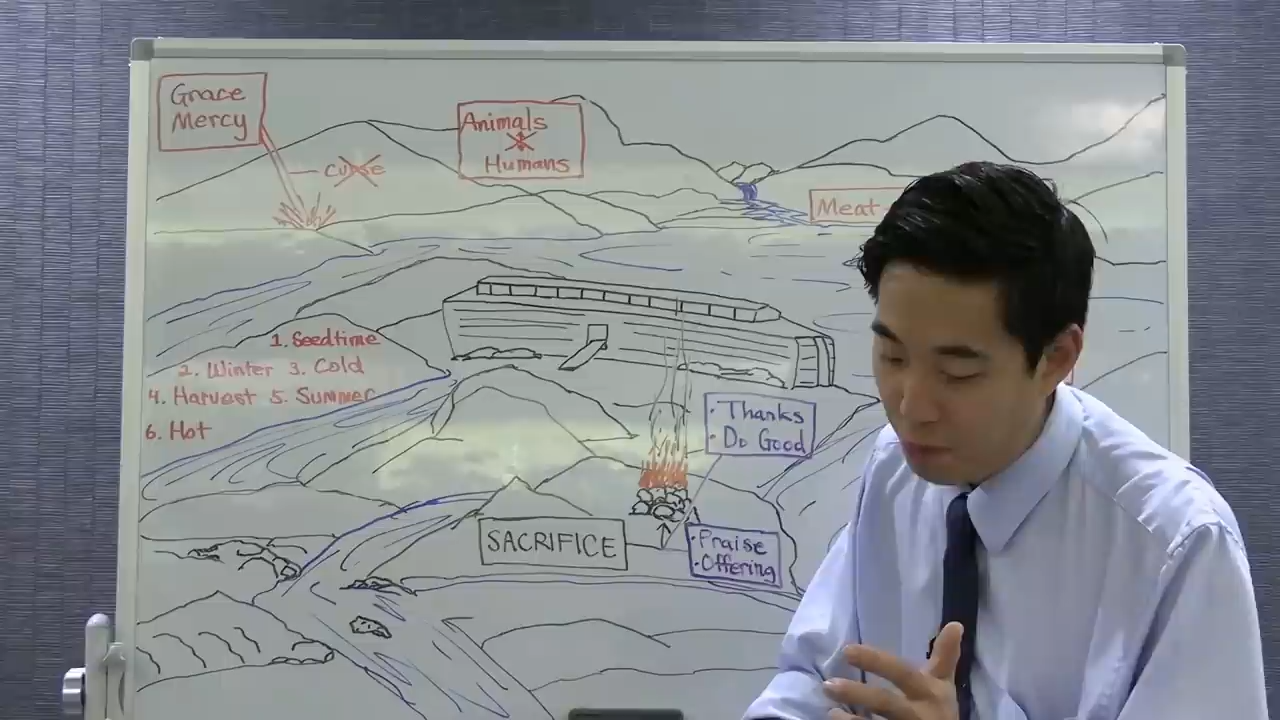 Grace
Mercy
curse
Animals
Humans
Meat
1. Seedtime
2. Winter 3. Cold
4. Harvest 5. Summer
6. Hot
• Thanks
• Do Good
SACRIFICE
• Praise
• Offering